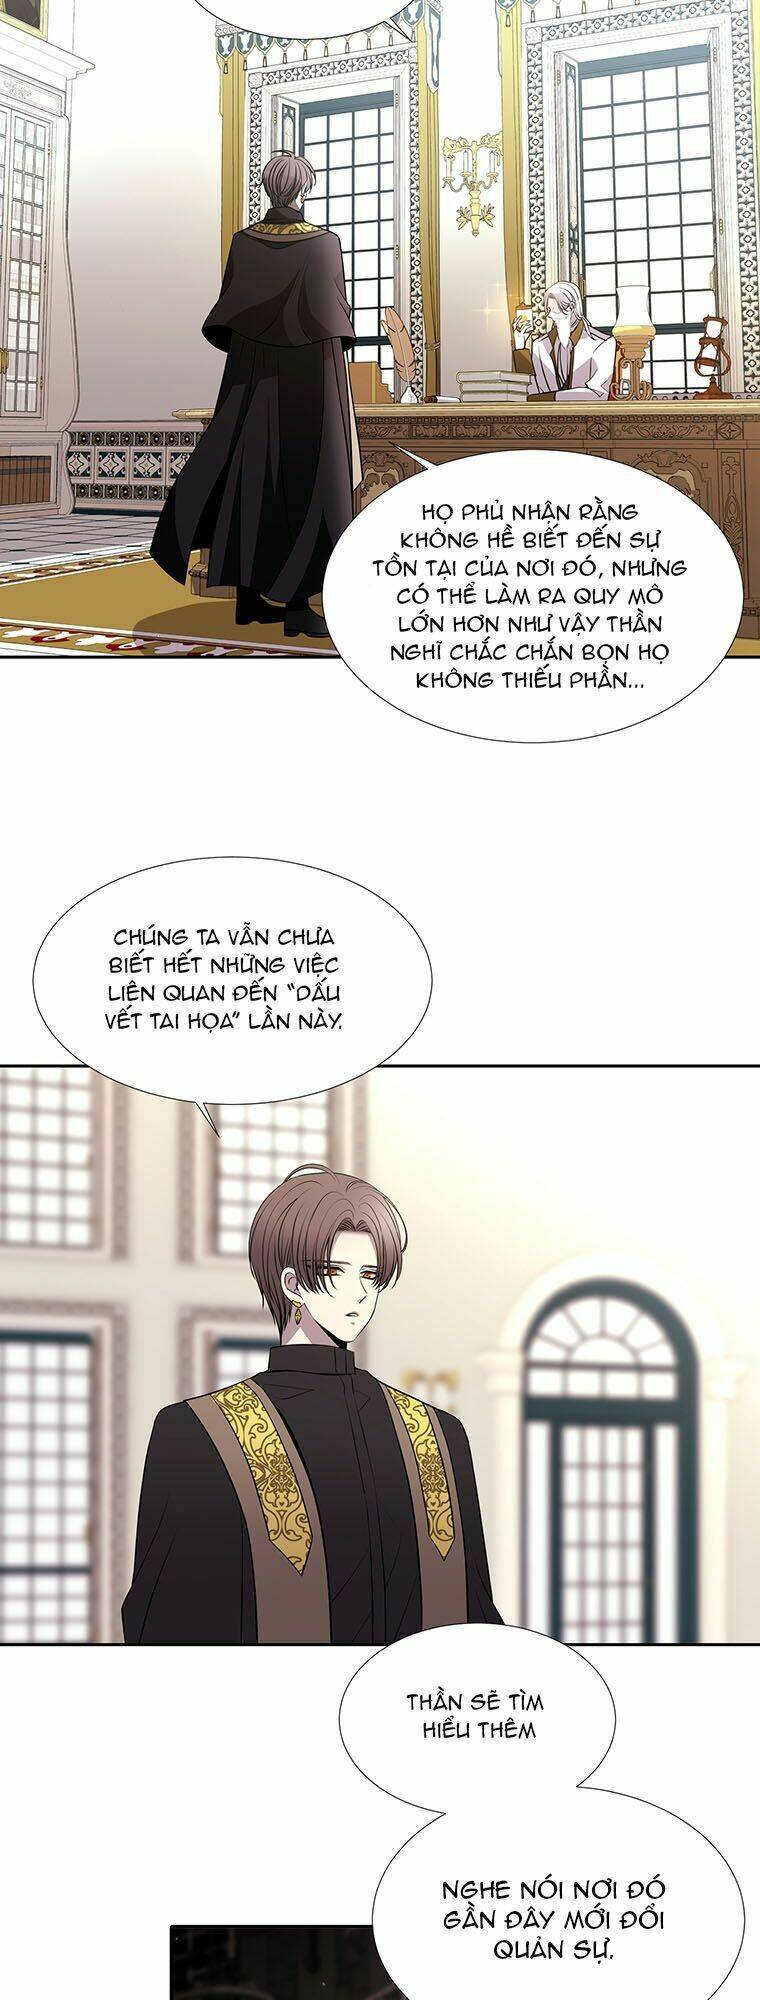 HỌ PHỦ NHẬN RẰNG
KHÔNG HỀ BIẾT ĐẾN SỰ
TỒN TẠI CỦA NƠI ĐÓ, NHƯNG
CÓ THỂ LÀM RA QUY MÔ
LỚN HƠN NHƯ VẬY THẦN
NGHĨ CHẮC CHẮN BỌN HỌ
KHÔNG THIẾU PHẦN...
CHÚNG TA VẪN CHƯA
BIẾT HẾT NHỮNG VIỆC
LIÊN QUAN ĐẾN "DẤU
VẾT TAI HỌA" LẦN NÀY.
THẦN SẼ TÌM
HIỂU THÊM
NGHE NÓI NƠI ĐÓ
GẦN ĐÂY MỚI ĐỔI
QUẢN SỰ.